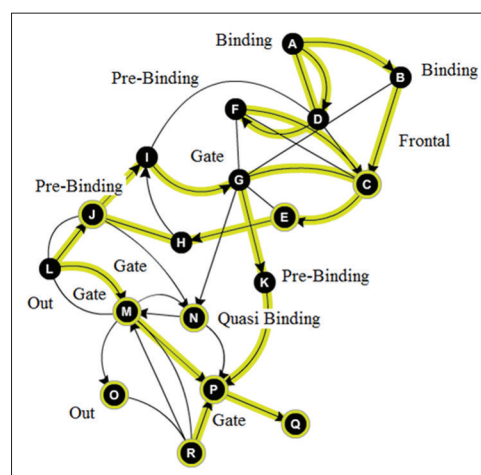 Binding
A
B
Binding
Pre-Binding
F
D
Frontal
I
Gate
G
C
Pre-Binding
J
E
H
L
Gate
K
Pre-Binding
Out
Gate
M
N
Quasi Binding
O
Out
P
Gate
Q
R